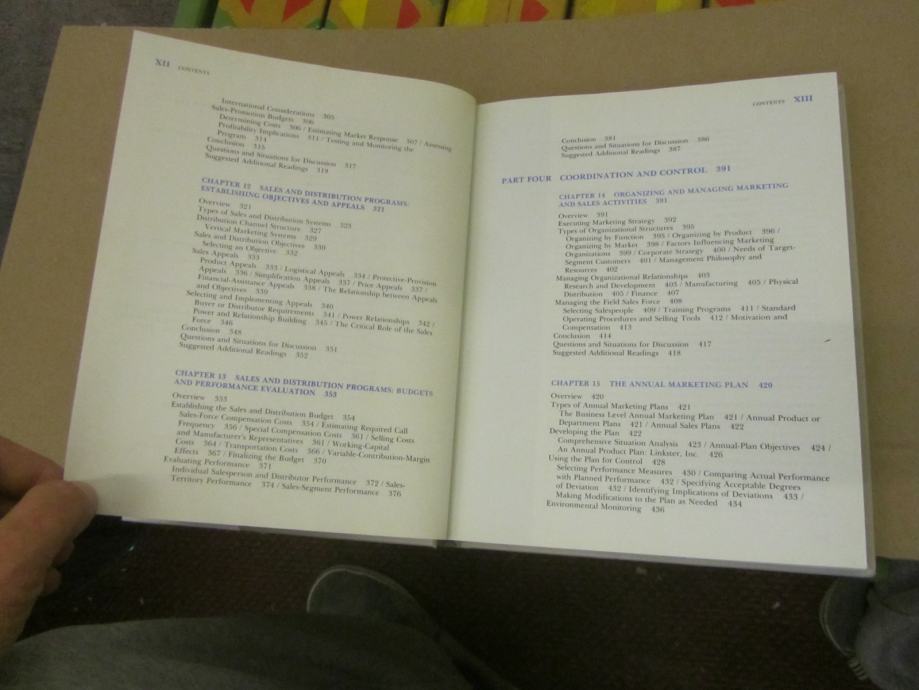 XII CONTENTS
International Considerations 305
Sales-Promotion Budgets 306
Determining Costs 306 / Estimating Market Response 307 / Assessing
Profitability Implications 311 / Testing and Monitoring the
Program 314
Conclusion 315
Questions and Situations for Discussion 317
Suggested Additional Readings 319
CHAPTER 12 SALES AND DISTRIBUTION PROGRAMS:
ESTABLISHING OBJECTIVES AND APPEALS 321
Overview 321
Types of Sales and Distribution Systems 323
Distribution Channel Structure 327
Vertical Marketing Systems 329
Sales and Distribution Objectives 330
Selecting an Objective 332
Sales Appeals 333
Product Appeals 333 / Logistical Appeals 334 / Protective-Provision
Appeals 336 / Simplification Appeals 337 / Price Appeals 337 /
Financial-Assistance Appeals 338 / The Relationship between Appeals
and Objectives 339
Selecting and Implementing Appeals 340
Buyer or Distributor Requirements 341 / Power Relationships 342 /
Power and Relationship Building 345 / The Critical Role of the Sales
Force 346
Conclusion 348
Questions and Situations for Discussion 351
Suggested Additional Readings 352
CHAPTER 13 SALES AND DISTRIBUTION PROGRAMS: BUDGETS
AND PERFORMANCE EVALUATION 353
Overview 353
Establishing the Sales and Distribution Budget 354
Sales-Force Compensation Costs 354 / Estimating Required Call
Frequency 356 / Special Compensation Costs 361 / Selling Costs
and Manufacturer's Representatives 361 / Working-Capital
Costs 364 / Transportation Costs 366 / Variable-Contribution-Margin
Effects 367 / Finalizing the Budget 370
Evaluating Performance 371
Individual Salesperson and Distributor Performance 372 / Sales-
Territory Performance 374 / Sales-Segment Performance 376
CONTENTS XIII
Conclusion 381
Questions and Situations for Discussion 386
Suggested Additional Readings 387
PART FOUR COORDINATION AND CONTROL 391
CHAPTER 14 ORGANIZING AND MANAGING MARKETING
AND SALES ACTIVITIES 391
Overview 391
Executing Marketing Strategy 392
Types of Organizational Structures 395
Organizing by Function 395 / Organizing by Product 396 /
Organizing by Market 398 / Factors Influencing Marketing
Organizations 399 / Corporate Strategy 400 / Needs of Target-
Segment Customers 401 / Management Philosophy and
Resources 402
Managing Organizational Relationships 403
Research and Development 403 / Manufacturing 405 / Physical
Distribution 405 / Finance 407
Managing the Field Sales Force 408
Selecting Salespeople 409 / Training Programs 411 / Standard
Operating Procedures and Selling Tools 412 / Motivation and
Compensation 413
Conclusion 414
Questions and Situations for Discussion 417
Suggested Additional Readings 418
CHAPTER 15 THE ANNUAL MARKETING PLAN 420
Overview 420
Types of Annual Marketing Plans 421
The Business Level Annual Marketing Plan 421 / Annual Product or
Department Plans 421 / Annual Sales Plans 422
Developing the Plan 422
Comprehensive Situation Analysis 423 / Annual-Plan Objectives 424 /
An Annual Product Plan: Linkster, Inc. 426
Using the Plan for Control 428
Selecting Performance Measures 430 / Comparing Actual Performance
with Planned Performance 432 / Specifying Acceptable Degrees
of Deviation 432 / Identifying Implications of Deviations 433 /
Making Modifications to the Plan as Needed 434
Environmental Monitoring 436